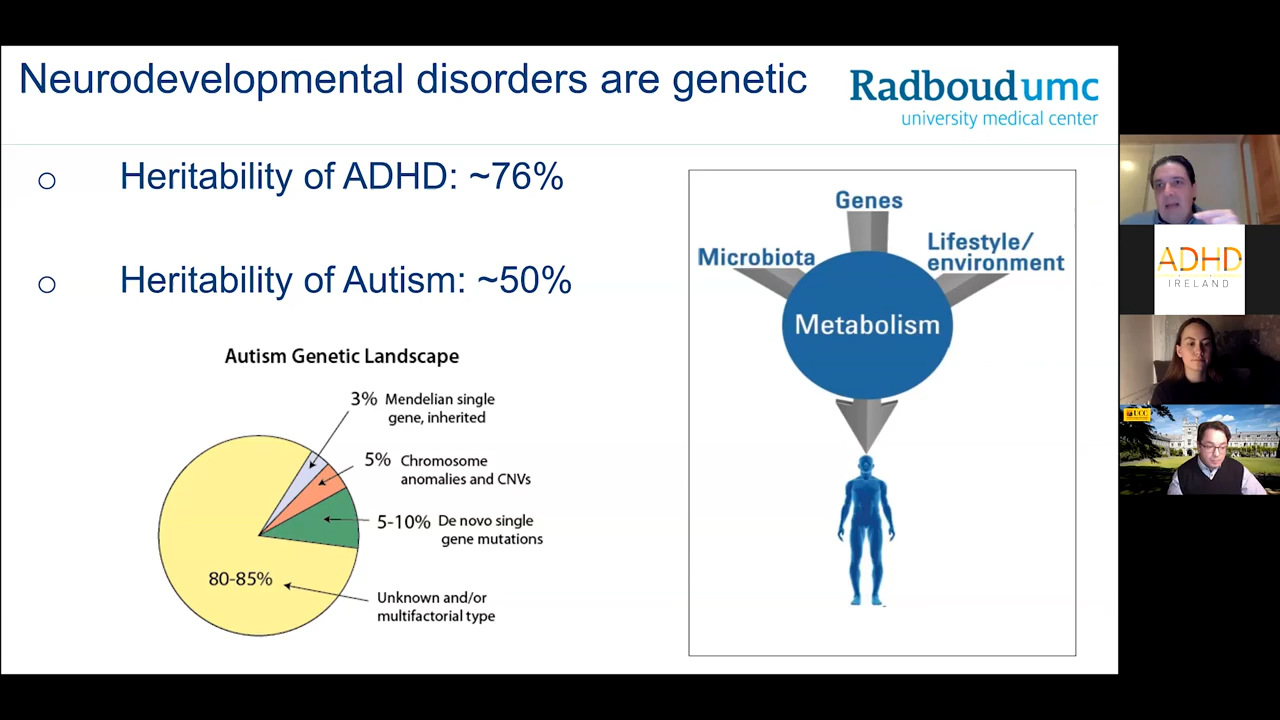 Neurodevelopmental disorders are genetic
Radboudumc
university medical center
o Heritability of ADHD: ~76%
o Heritability of Autism: ~50%
Autism Genetic Landscape
3% Mendelian single
gene, inherited
5% Chromosome
anomalies and CNVs
5-10% De novo single
gene mutations
80-85%
Unknown and/or
multifactorial type
Genes
Microbiota
Lifestyle/
environment
Metabolism
ADHD
IRELAND
UCC